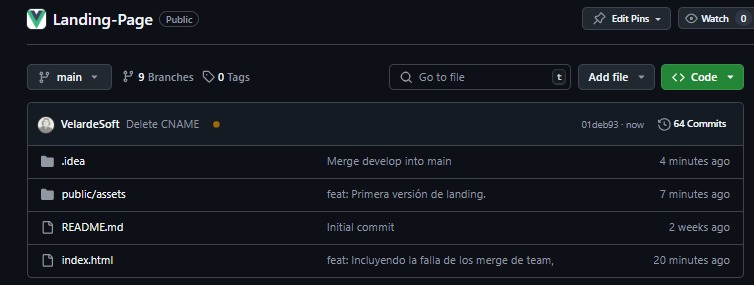 Landing-Page Public Edit Pins Watch 0
main 9 Branches 0 Tags Go to file t Add file Code
VelardeSoft Delete CNAME 01deb93 · now 64 Commits
.idea Merge develop into main 4 minutes ago
public/assets feat: Primera versión de landing. 7 minutes ago
README.md Initial commit 2 weeks ago
index.html feat: Incluyendo la falla de los merge de team, 20 minutes ago